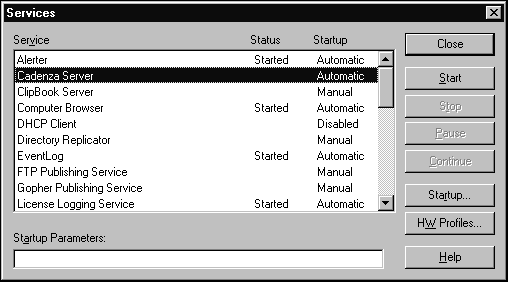 Services
Service Status Startup
Alerter Started Automatic
Cadenza Server Automatic
ClipBook Server Manual
Computer Browser Started Automatic
DHCP Client Disabled
Directory Replicator Manual
EventLog Started Automatic
FTP Publishing Service Manual
Gopher Publishing Service Manual
License Logging Service Started Automatic
Startup Parameters:
Close
Start
Stop
Pause
Continue
Startup...
HW Profiles...
Help